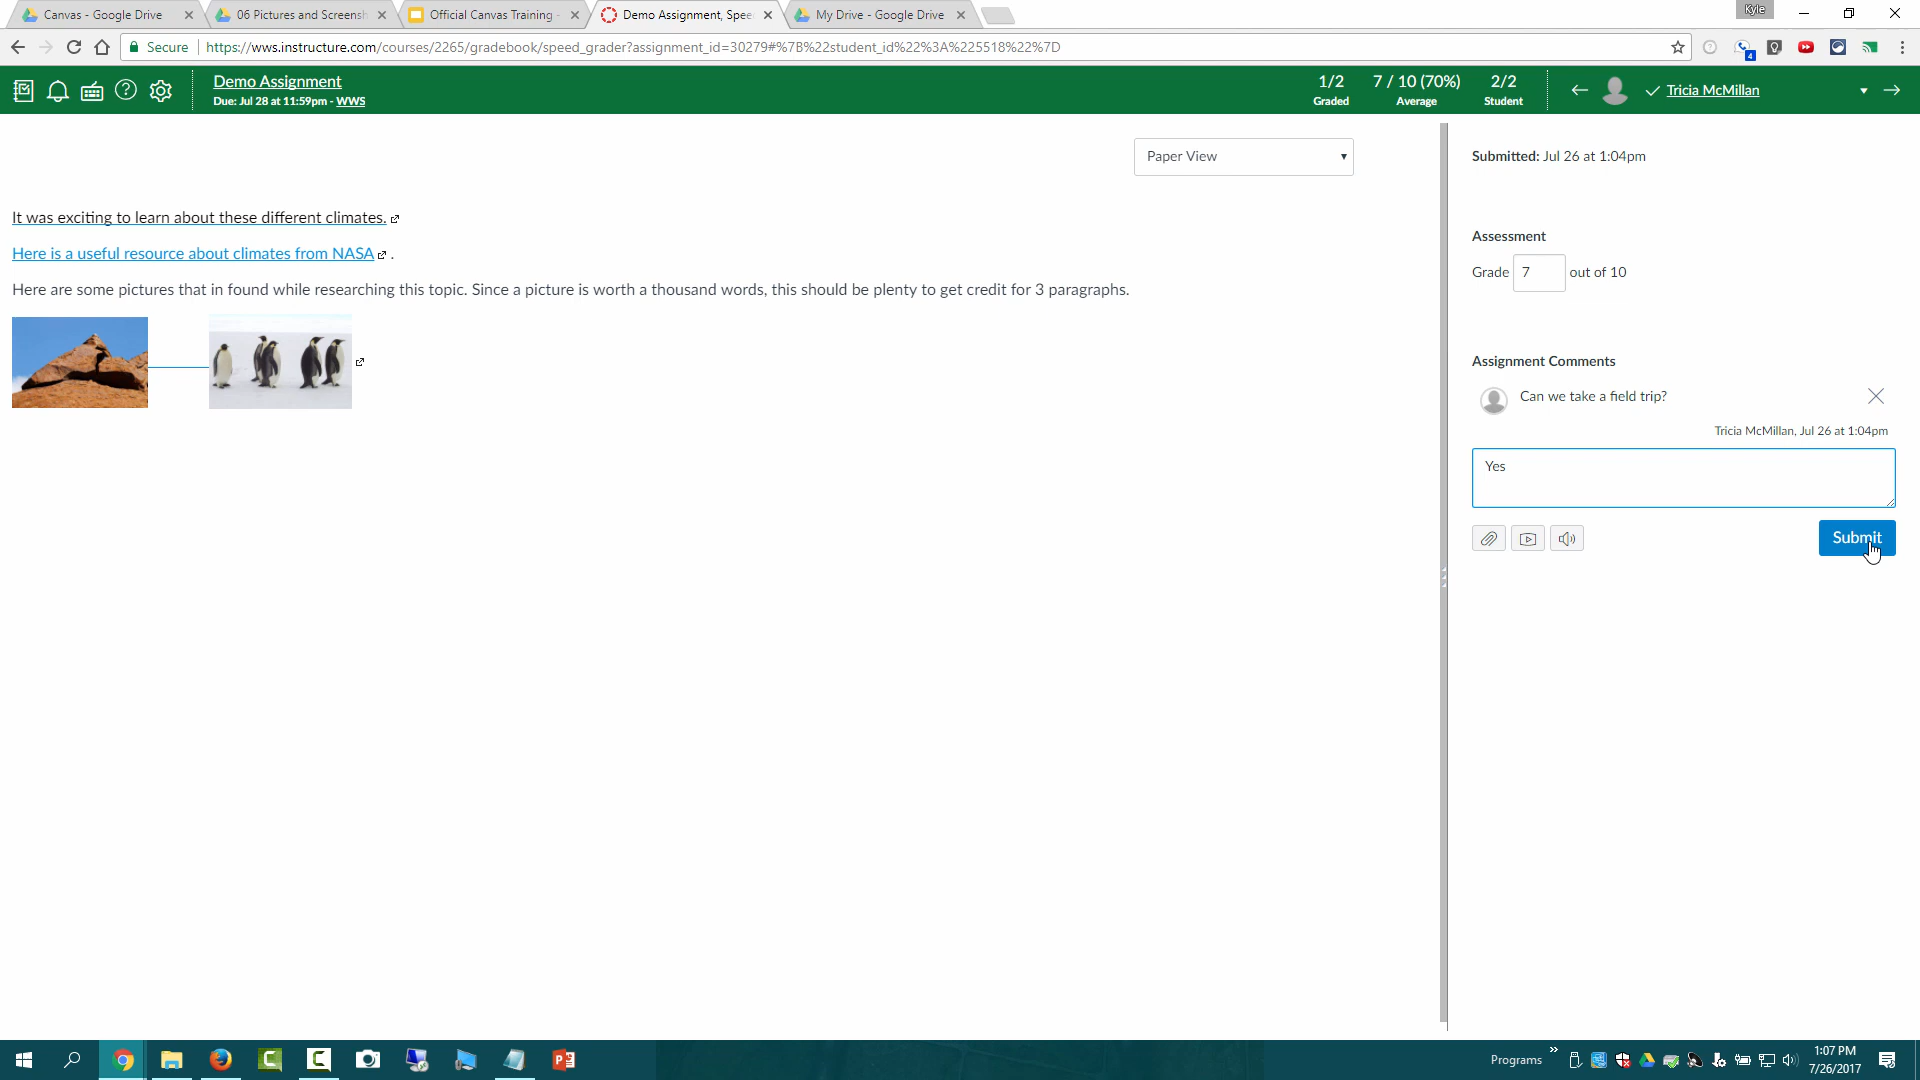 Canvas - Google Drive
06 Pictures and Screensh
Official Canvas Training -
Demo Assignment, Spee
My Drive - Google Drive
Kyle
Secure
https://wws.instructure.com/courses/2265/gradebook/speed_grader?assignment_id=30279#%7B%22student_id%22%3A%225518%22%7D
4
Demo Assignment
Due: Jul 28 at 11:59pm - WWS
1/2
Graded
7 / 10 (70%)
Average
2/2
Student
Tricia McMillan
Paper View
Submitted: Jul 26 at 1:04pm
It was exciting to learn about these different climates.
Here is a useful resource about climates from NASA .
Here are some pictures that in found while researching this topic. Since a picture is worth a thousand words, this should be plenty to get credit for 3 paragraphs.
Assessment
Grade 7 out of 10
Assignment Comments
Can we take a field trip?
Tricia McMillan, Jul 26 at 1:04pm
Yes
Submit
Programs
1:07 PM
7/26/2017